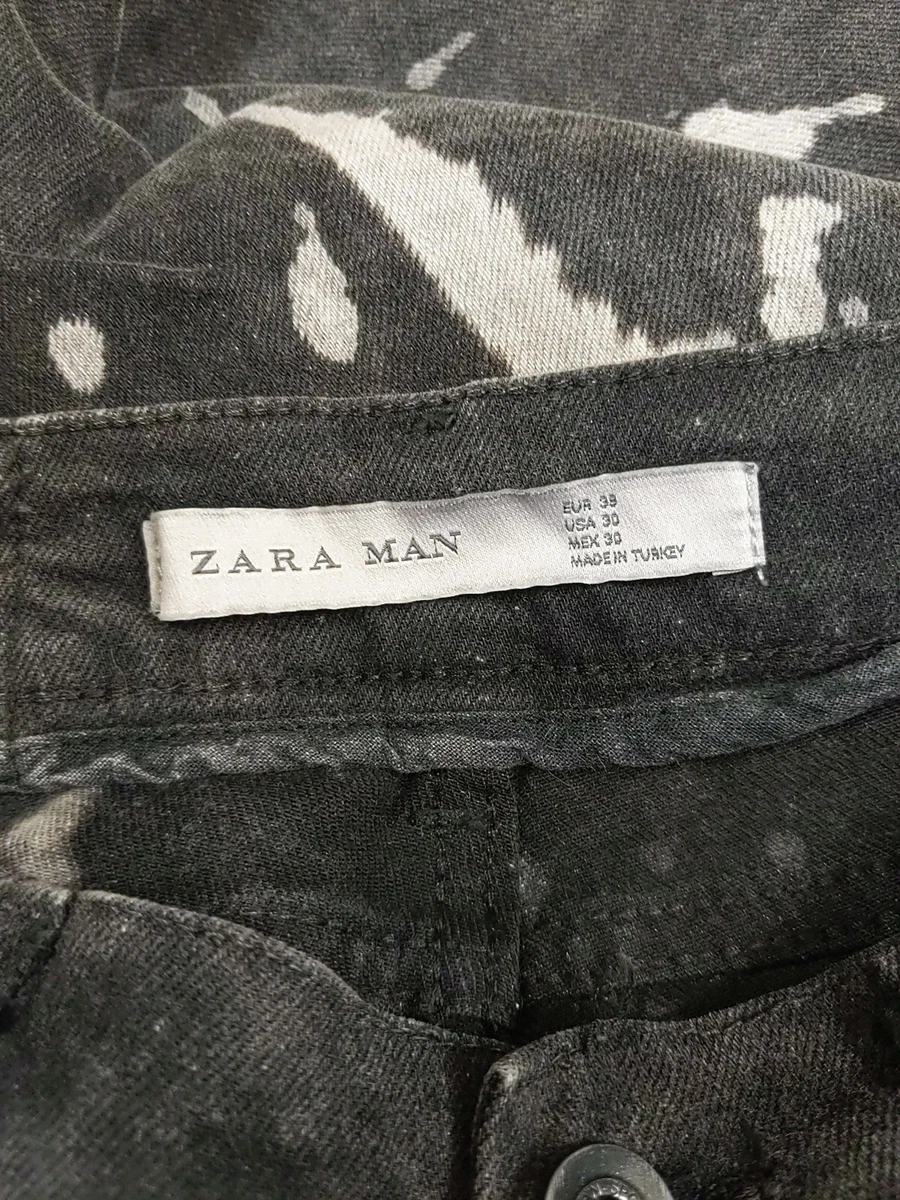 ZARA MAN
EUR 38
USA 30
MEX 30
MADE IN TURKEY